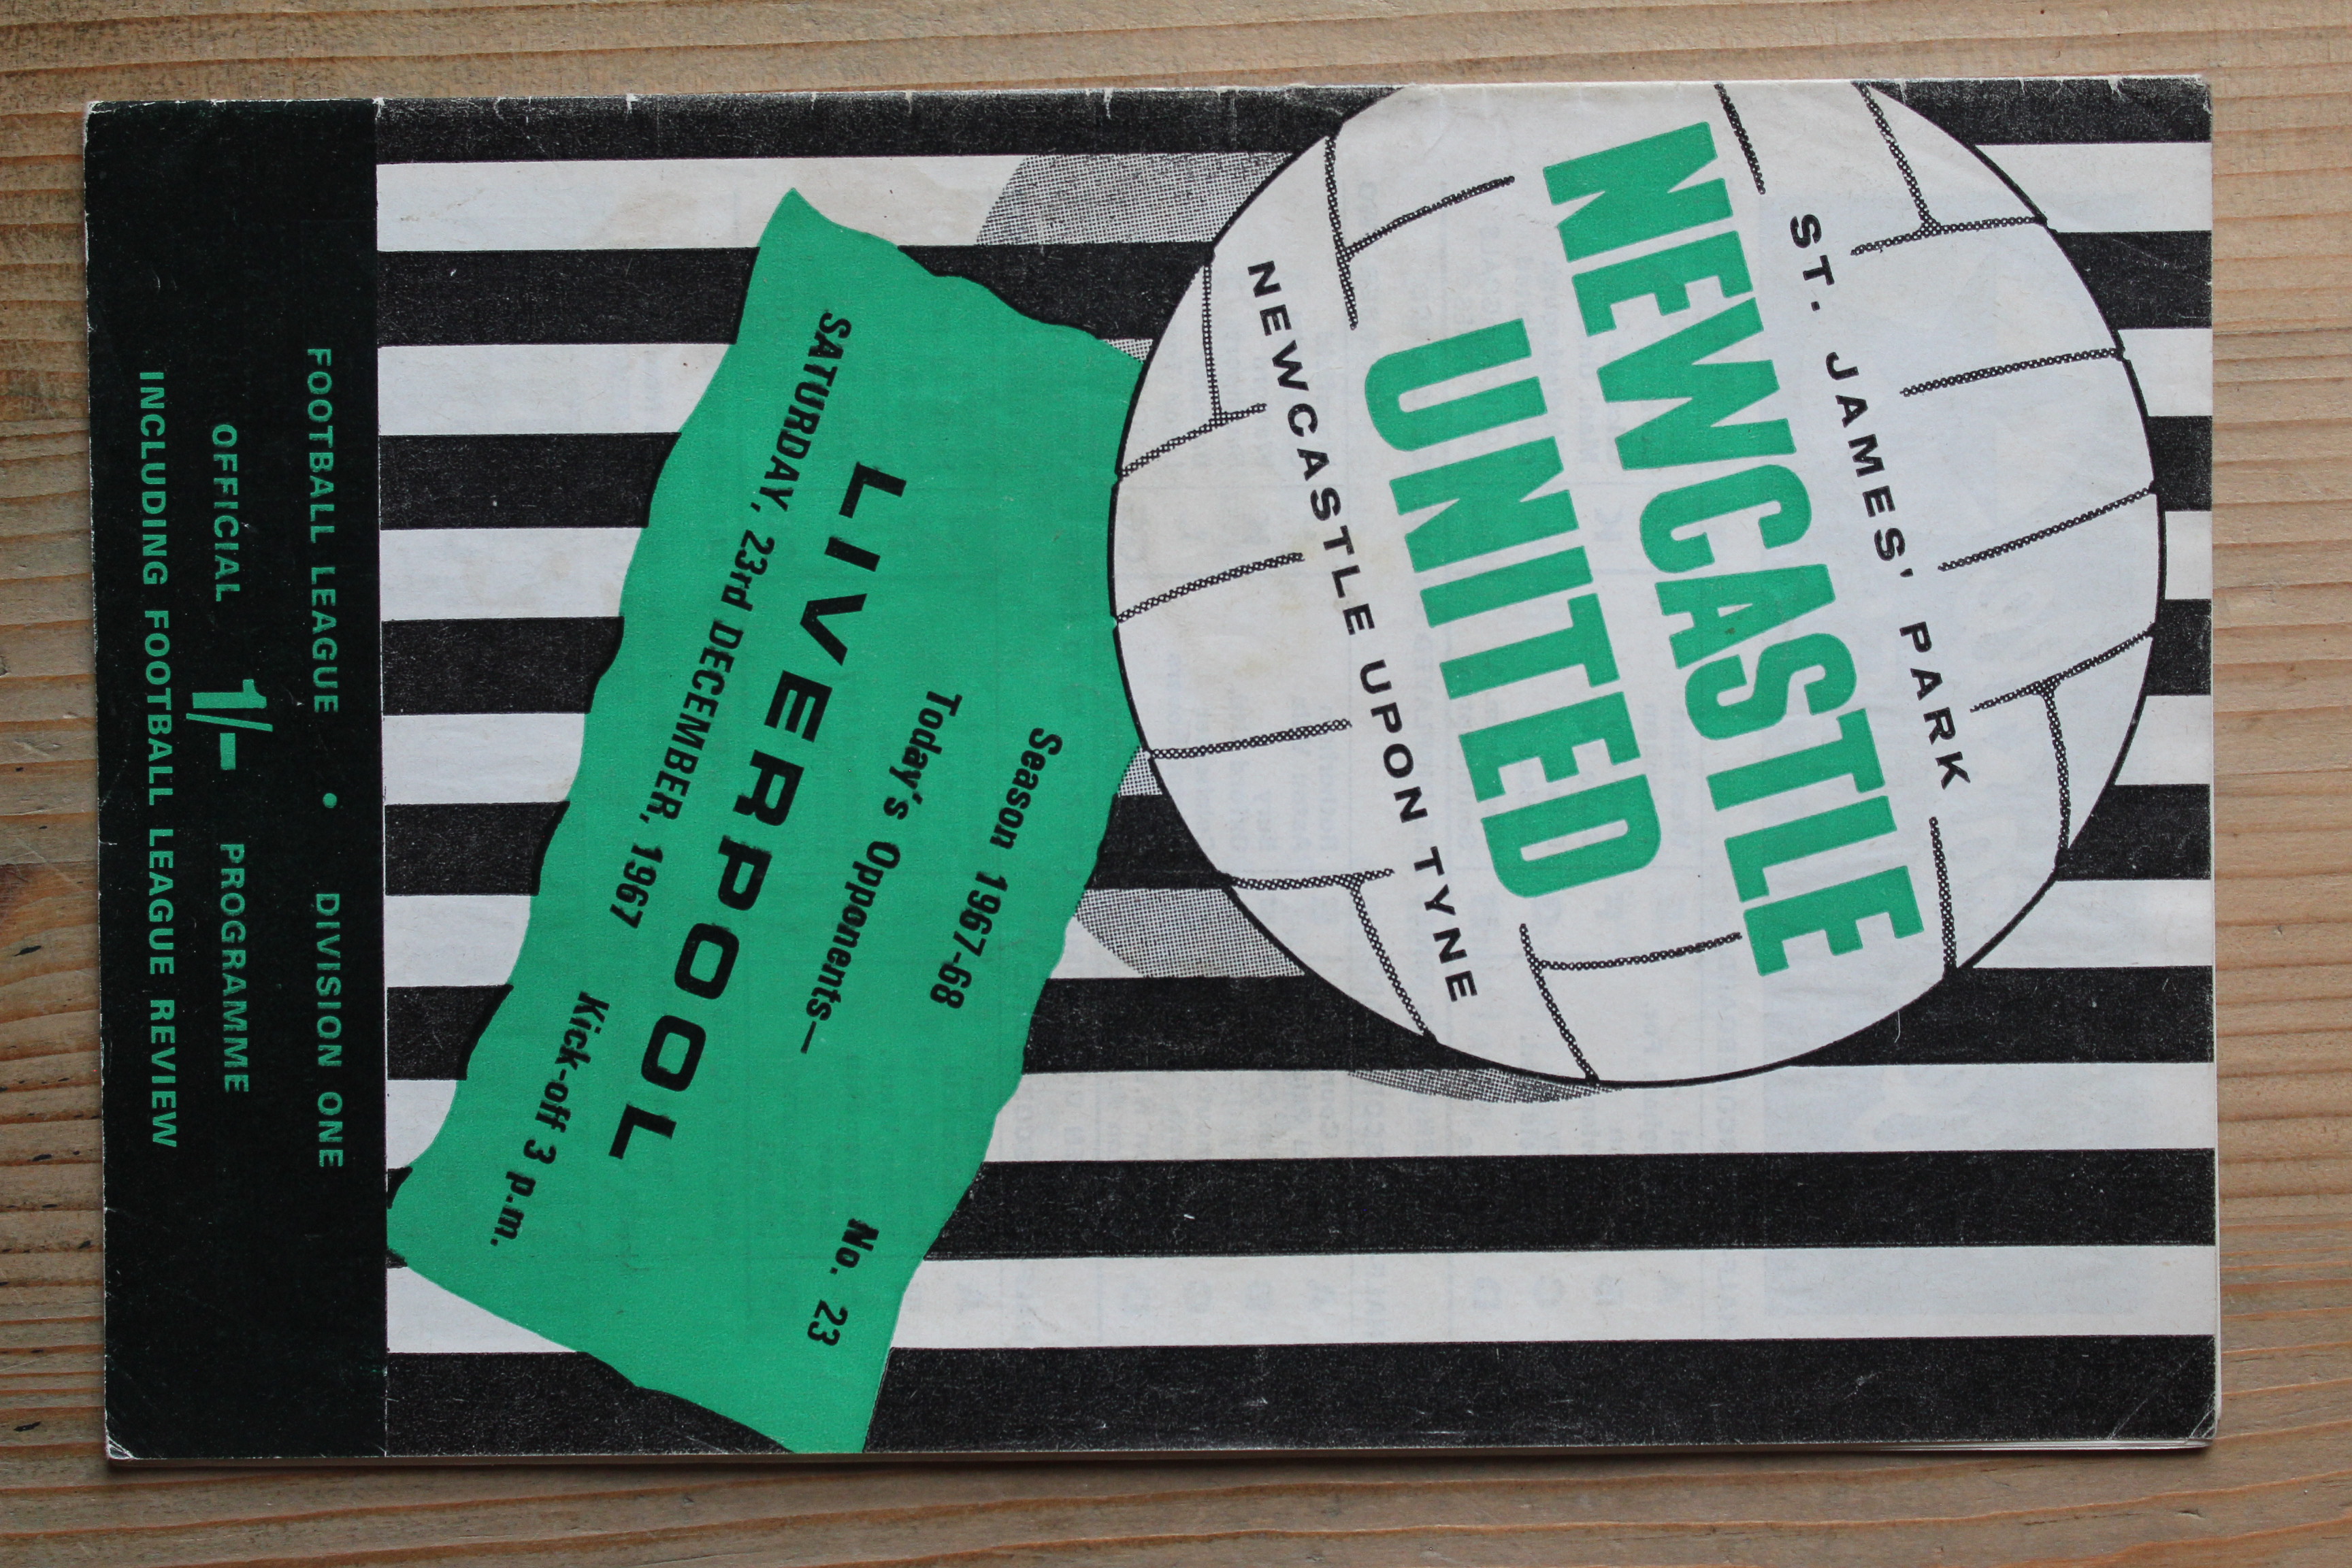 ST. JAMES' PARK
NEWCASTLE
UNITED
NEWCASTLE UPON TYNE
Season 1967-68
No. 23
Today's Opponents—
LIVERPOOL
SATURDAY, 23rd DECEMBER, 1967
Kick-off 3 p.m.
FOOTBALL LEAGUE • DIVISION ONE
OFFICIAL 1/- PROGRAMME
INCLUDING FOOTBALL LEAGUE REVIEW